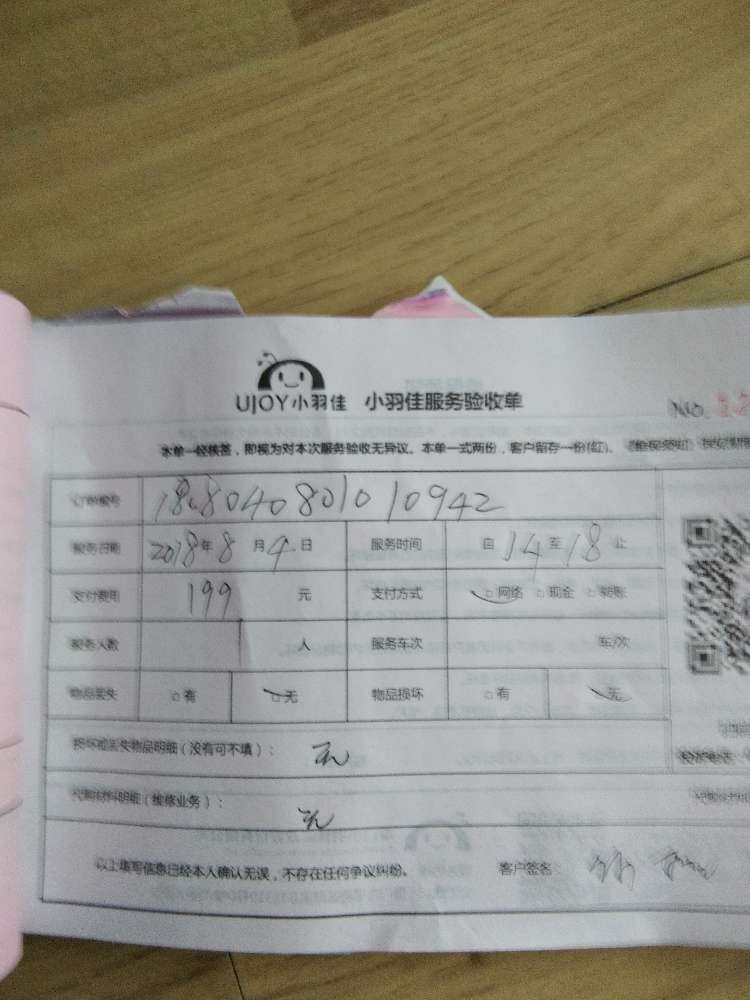 UJOY小羽佳 小羽佳服务验收单
No.
本单一经核签,即视为对本次服务验收无异议。本单一式两份,客户留存一份(红)、
订单编号 180804080101 0942
服务日期 2018年8月4日 服务时间 自14至18止
支付费用 199元 支付方式 □网络 □现金 □转账
服务人数 1人 服务车次 车/次
物品丢失 □有 □无 物品损坏 □有 □无
损坏或丢失物品明细(没有可不填): 无
代购材料明细(维修业务): 无
以上填写信息已经本人确认无误,不存在任何争议纠纷。 客户签名: